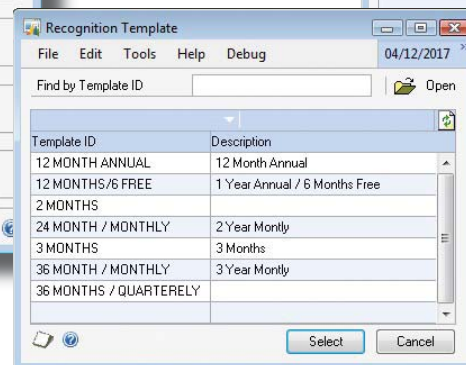 Recognition Template
File Edit Tools Help Debug 04/12/2017
Find by Template ID Open
Template ID Description
12 MONTH ANNUAL 12 Month Annual
12 MONTHS/6 FREE 1 Year Annual / 6 Months Free
2 MONTHS
24 MONTH / MONTHLY 2 Year Montly
3 MONTHS 3 Months
36 MONTH / MONTHLY 3 Year Montly
36 MONTHS / QUARTERELY
Select Cancel